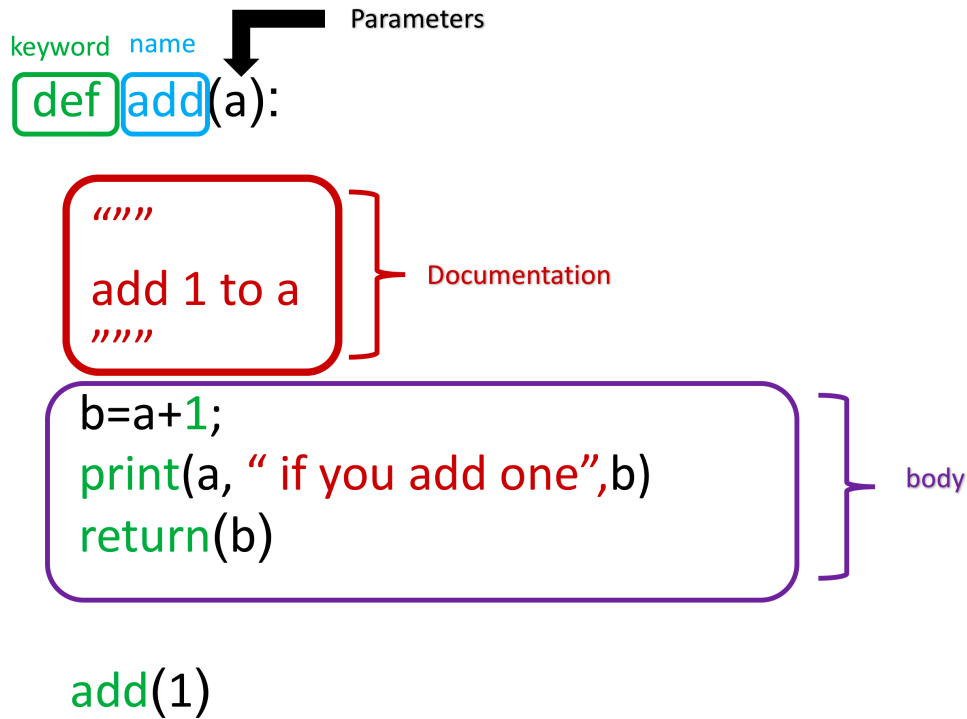 Parameters
keyword name
def add(a):
“””
add 1 to a
”””
Documentation
b=a+1;
print(a, “ if you add one”,b)
return(b)
body
add(1)